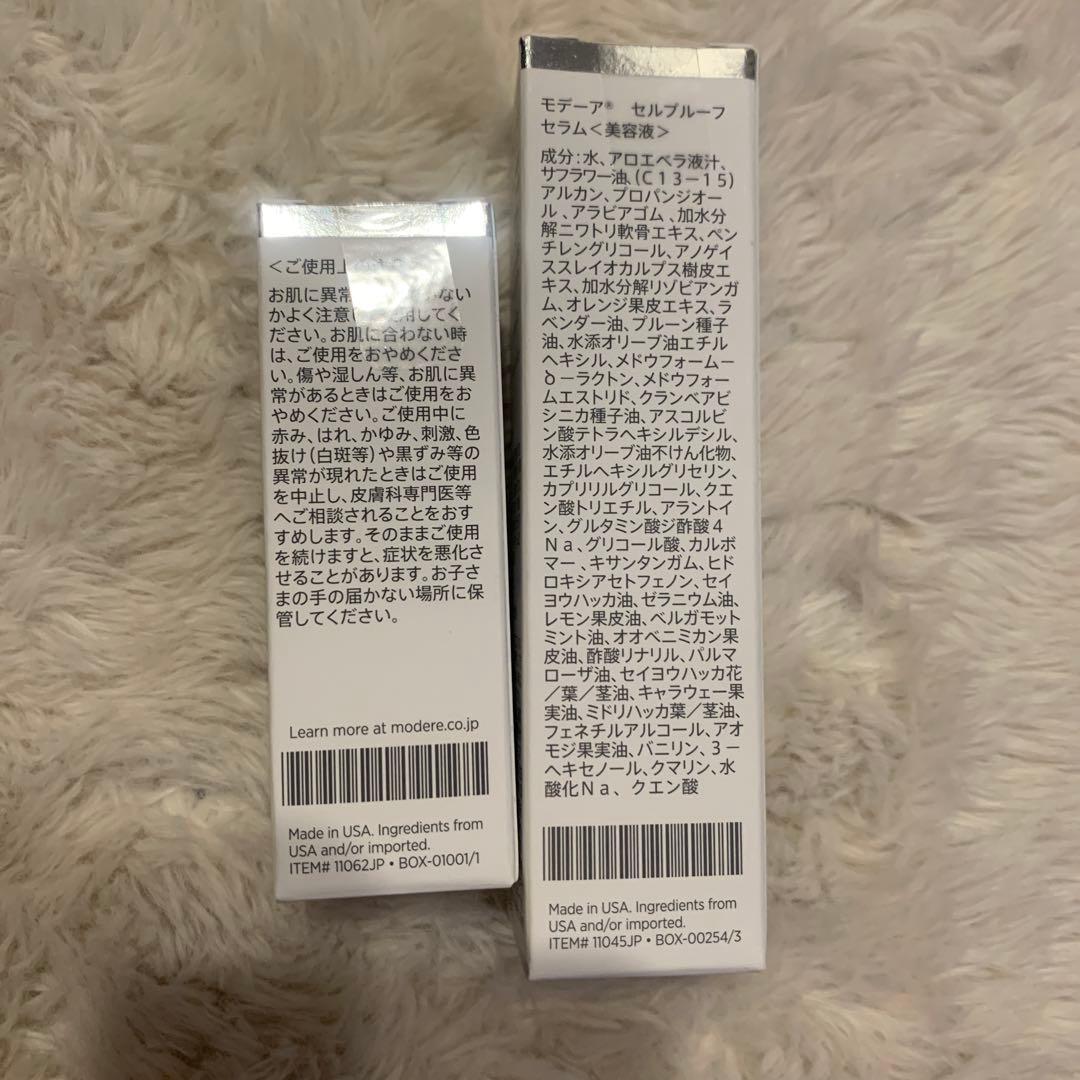 ＜ご使用上
お肌に異常 ない
かよく注意 用してく
ださい。お肌に合わない時
は、ご使用をおやめくださ
い。傷や湿しん等、お肌に異
常があるときはご使用をお
やめください。ご使用中に
赤み、はれ、かゆみ、刺激、色
抜け（白斑等）や黒ずみ等の
異常が現れたときはご使用
を中止し、皮膚科専門医等
へご相談されることをおす
すめします。そのままご使用
を続けますと、症状を悪化さ
せることがあります。お子さ
まの手の届かない場所に保
管してください。
Learn more at modere.co.jp
Made in USA. Ingredients from
USA and/or imported.
ITEM# 11062JP • BOX-01001/1
モデーア® セルプルーフ
セラム＜美容液＞
成分：水、アロエベラ液汁、
サフラワー油、（Ｃ１３－１５）
アルカン、プロパンジオー
ル、アラビアゴム、加水分
解ニワトリ軟骨エキス、ペン
チレングリコール、アノゲイ
ススレイオカルプス樹皮エ
キス、加水分解リゾビアンガ
ム、オレンジ果皮エキス、ラ
ベンダー油、プルーン種子
油、水添オリーブ油エチル
ヘキシル、メドウフォームー
δ－ラクトン、メドウフォー
ムエストリド、クランベアビ
シニカ種子油、アスコルビ
ン酸テトラヘキシルデシル、
水添オリーブ油不けん化物、
エチルヘキシルグリセリン、
カプリリルグリコール、クエ
ン酸トリエチル、アラントイ
ン、グルタミン酸ジ酢酸４
Ｎａ、グリコール酸、カルボ
マー、キサンタンガム、ヒド
ロキシアセトフェノン、セイ
ヨウハッカ油、ゼラニウム油、
レモン果皮油、ベルガモット
ミント油、オオベニミカン果
皮油、酢酸リナリル、パルマ
ローザ油、セイヨウハッカ花
／葉／茎油、キャラウェー果
実油、ミドリハッカ葉／茎油、
フェネチルアルコール、アオ
モジ果実油、バニリン、３－
ヘキセノール、クマリン、水
酸化Ｎａ、クエン酸
Made in USA. Ingredients from
USA and/or imported.
ITEM# 11045JP • BOX-00254/3